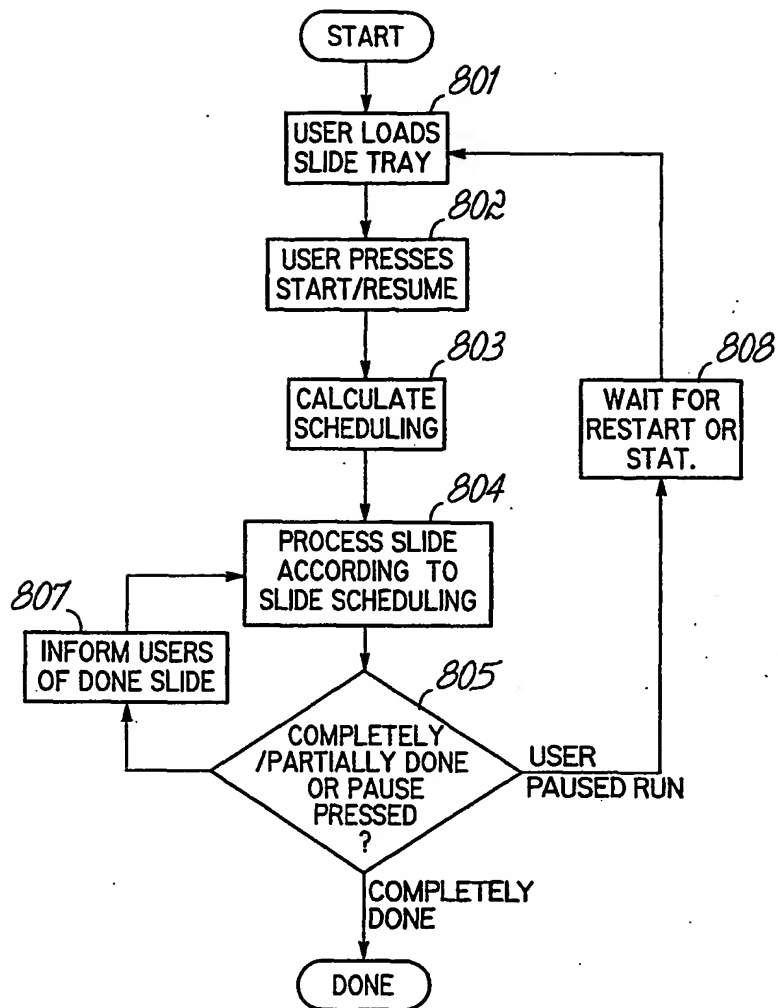 START
801
USER LOADS
SLIDE TRAY
802
USER PRESSES
START/RESUME
803
CALCULATE
SCHEDULING
808
WAIT FOR
RESTART OR
STAT.
804
PROCESS SLIDE
ACCORDING TO
SLIDE SCHEDULING
807
INFORM USERS
OF DONE SLIDE
805
COMPLETELY
/PARTIALLY DONE
OR PAUSE
PRESSED
?
USER
PAUSED RUN
COMPLETELY
DONE
DONE